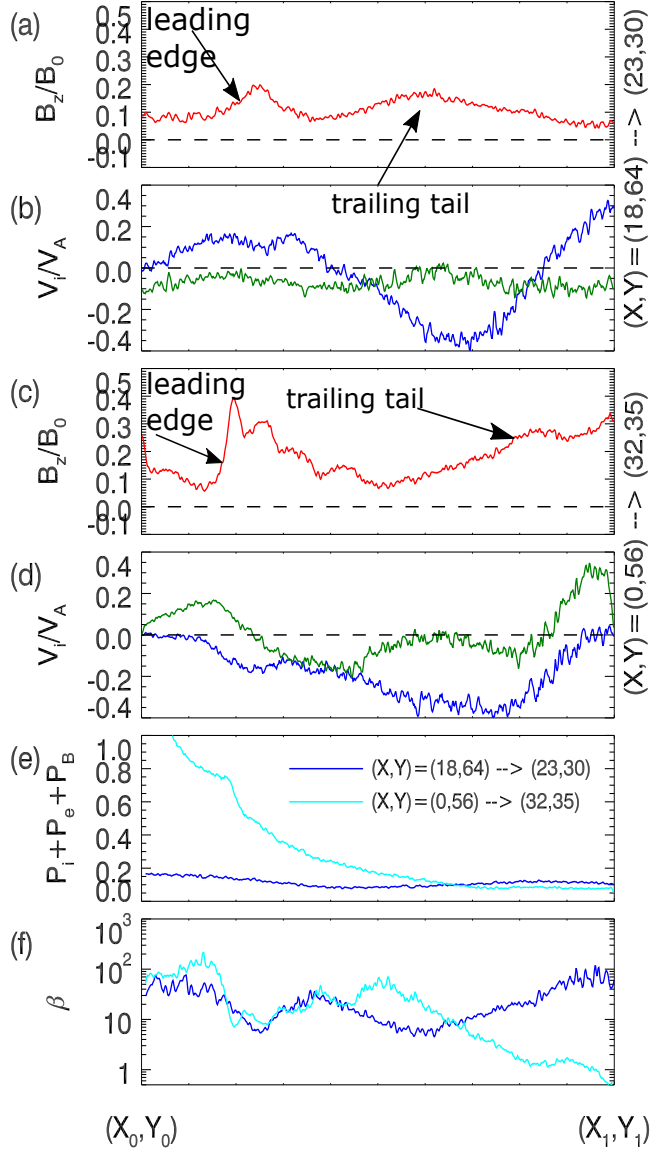 (a)
B_z/B_0
0.5
0.4
0.3
0.2
0.1
0.0
-0.1
leading
edge
trailing tail
(b)
V_i/V_A
0.4
0.2
0.0
-0.2
-0.4
(X,Y) = (18,64) --> (23,30)
(c)
B_z/B_0
0.5
0.4
0.3
0.2
0.1
0.0
-0.1
leading
edge
trailing tail
(d)
V_i/V_A
0.4
0.2
0.0
-0.2
-0.4
(X,Y) = (0,56) --> (32,35)
(e)
P_i + P_e + P_B
1.0
0.8
0.6
0.4
0.2
0.0
(X,Y) = (18,64) --> (23,30)
(X,Y) = (0,56) --> (32,35)
(f)
β
10^3
10^2
10
1
(X_0,Y_0)
(X_1,Y_1)